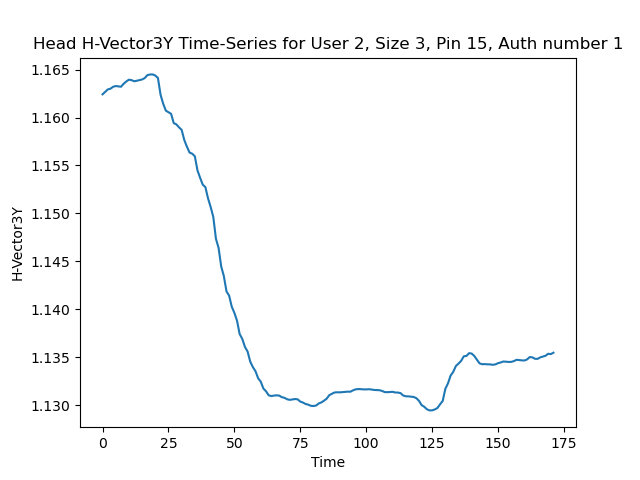 Head H-Vector3Y Time-Series for User 2, Size 3, Pin 15, Auth number 1
1.165
1.160
1.155
1.150
1.145
1.140
1.135
1.130
H-Vector3Y
0 25 50 75 100 125 150 175
Time